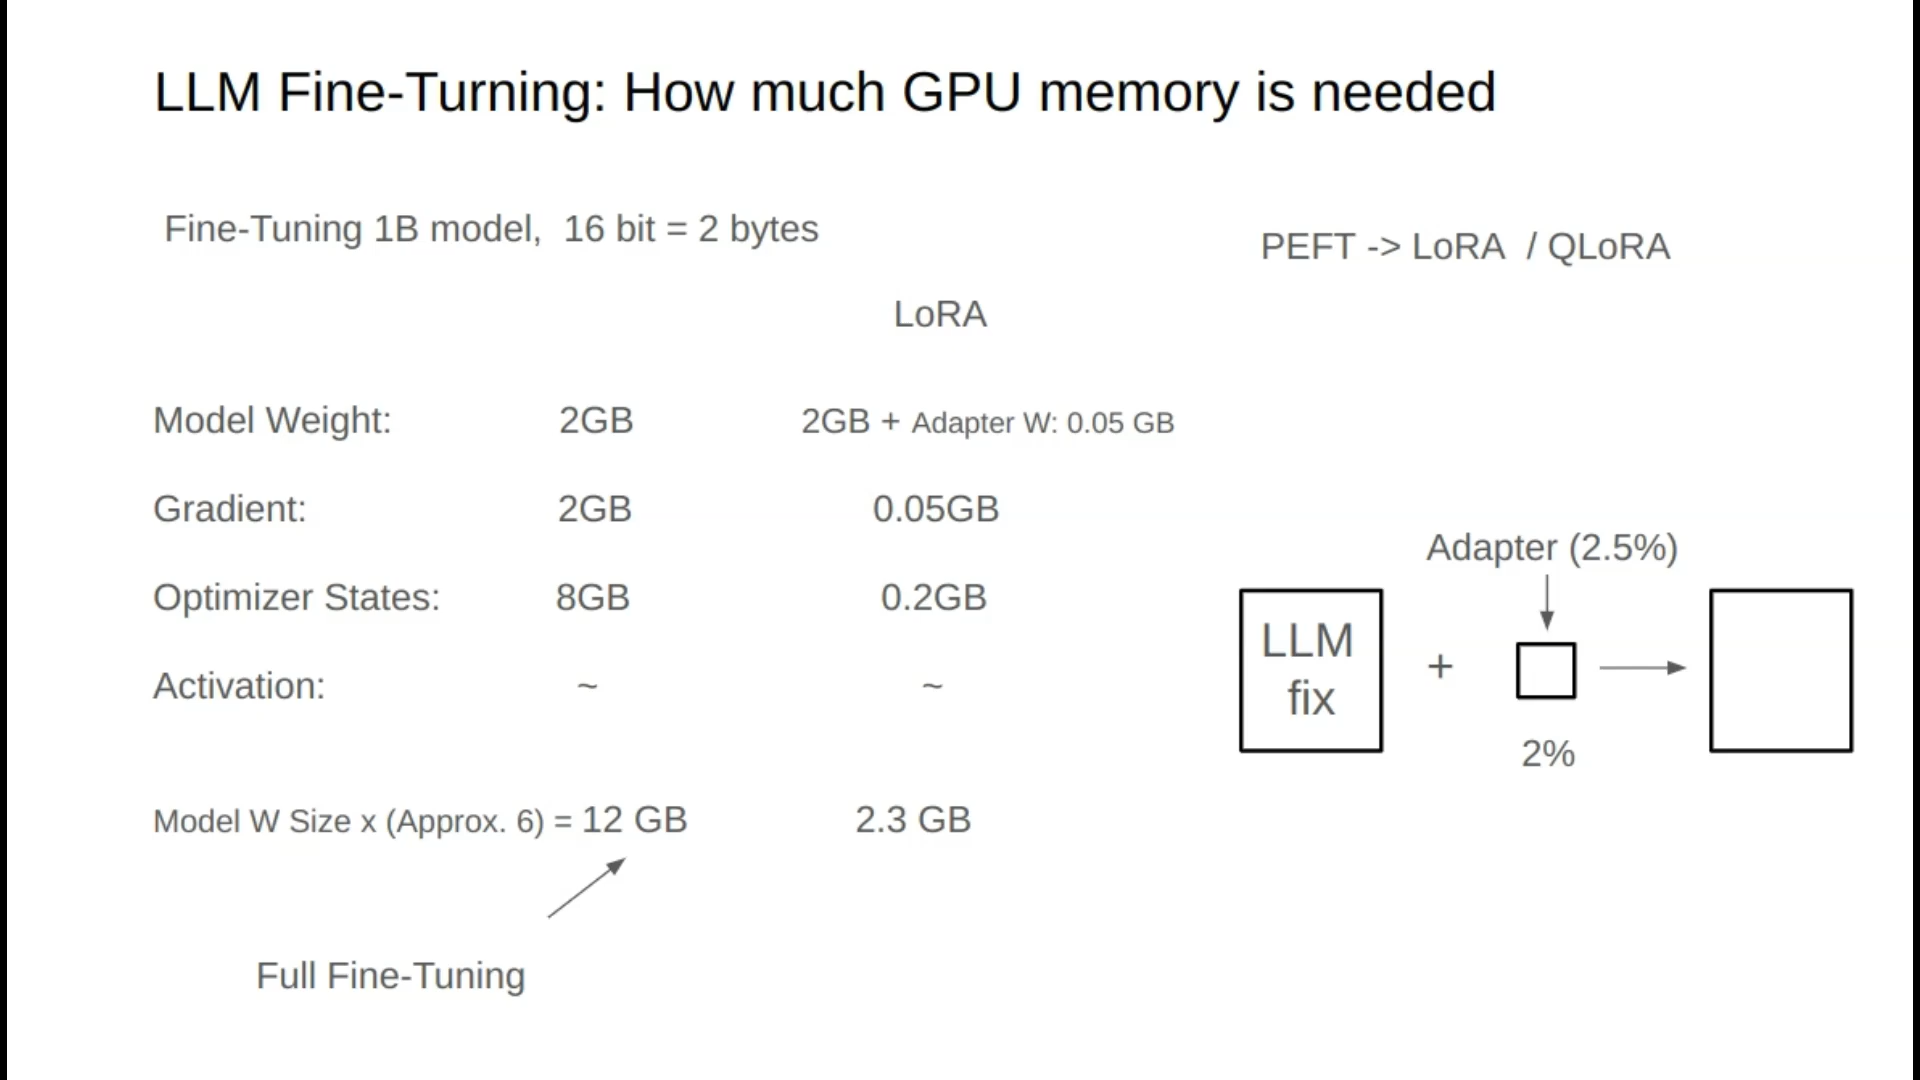 LLM Fine-Turning: How much GPU memory is needed
Fine-Tuning 1B model, 16 bit = 2 bytes
PEFT -> LoRA / QLoRA
LoRA
Model Weight: 2GB 2GB + Adapter W: 0.05 GB
Gradient: 2GB 0.05GB
Optimizer States: 8GB 0.2GB
Activation: ~ ~
Model W Size x (Approx. 6) = 12 GB 2.3 GB
Full Fine-Tuning
Adapter (2.5%)
LLM
fix
+
2%